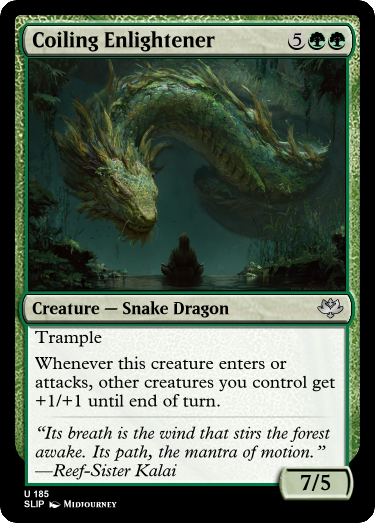 Coiling Enlightener 5
Creature — Snake Dragon
Trample
Whenever this creature enters or
attacks, other creatures you control get
+1/+1 until end of turn.
“Its breath is the wind that stirs the forest
awake. Its path, the mantra of motion.”
—Reef-Sister Kalai
7/5
U 185
SLIP Midjourney